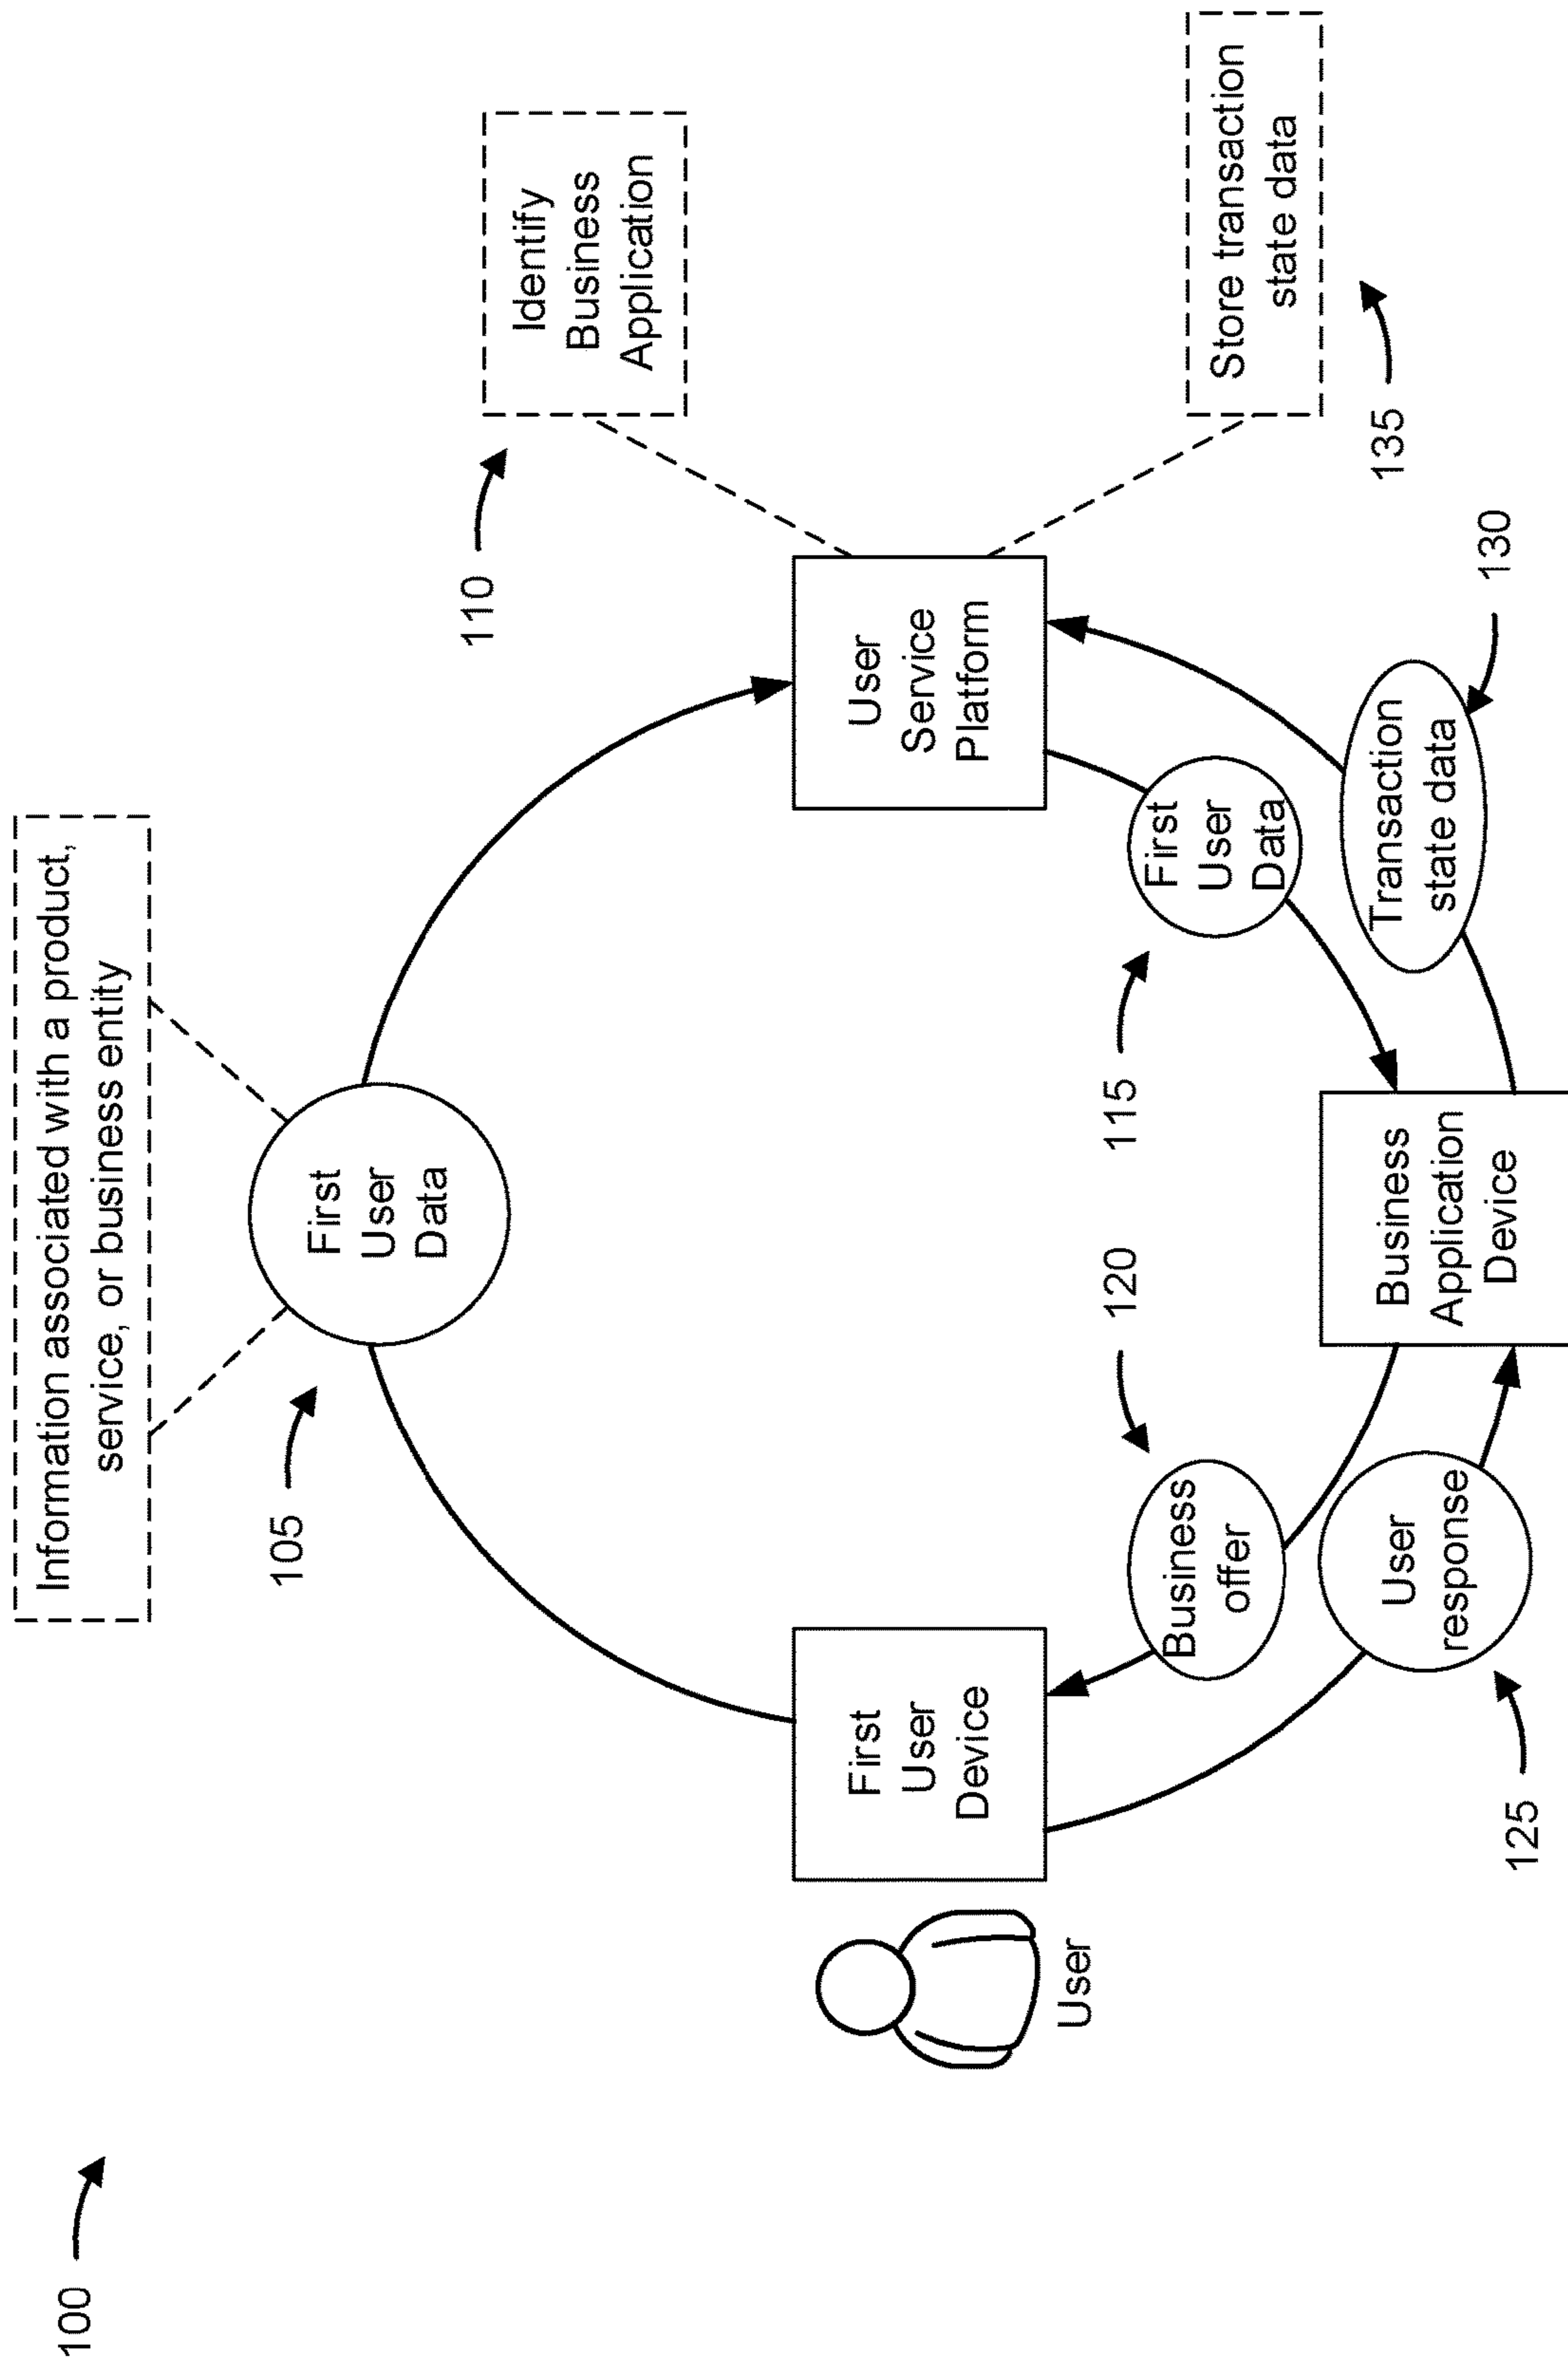 100
Information associated with a product,
service, or business entity
105
First
User
Data
110
Identify
Business
Application
User
First
User
Device
User
Service
Platform
120
Business
offer
115
First
User
Data
Store transaction
state data
135
125
User
response
Business
Application
Device
Transaction
state data
130